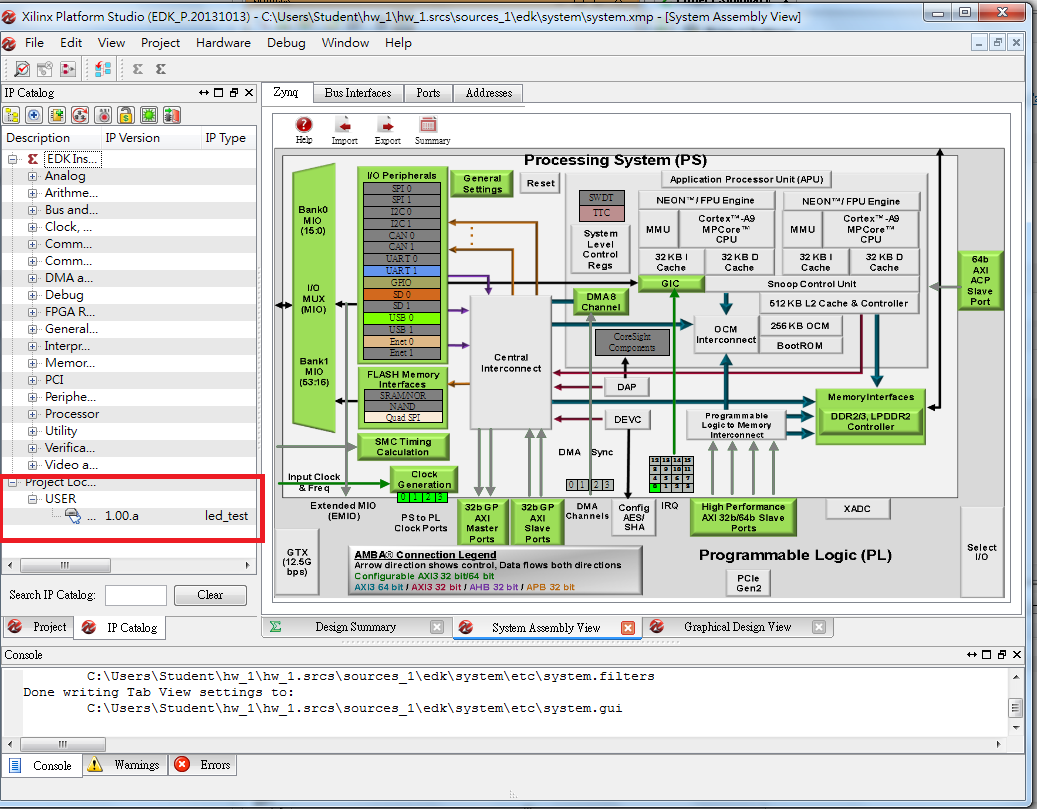 Xilinx Platform Studio (EDK_P.20131013) - C:\Users\Student\hw_1\hw_1.srcs\sources_1\edk\system\system.xmp - [System Assembly View]
File Edit View Project Hardware Debug Window Help
IP Catalog
Description IP Version IP Type
EDK Ins...
Analog
Arithme...
Bus and...
Clock, ...
Comm...
Comm...
DMA a...
Debug
FPGA R...
General...
Interpr...
Memor...
PCI
Periphe...
Processor
Utility
Verifica...
Video a...
Project Loc...
USER
... 1.00.a led_test
Search IP Catalog: Clear
Project IP Catalog
Zynq Bus Interfaces Ports Addresses
Help Import Export Summary
Processing System (PS)
Bank0
MIO
(15:0)
I/O
MUX
(MIO)
Bank1
MIO
(53:16)
I/O Peripherals
SPI 0
SPI 1
I2C 0
I2C 1
CAN 0
CAN 1
UART 0
UART 1
GPIO
SD 0
SD 1
USB 0
USB 1
Enet 0
Enet 1
FLASH Memory
Interfaces
SRAM/NOR
NAND
Quad SPI
SMC Timing
Calculation
Input Clock
& Freq
Clock
Generation
0 1 2 3
Extended MIO
(EMIO)
PS to PL
Clock Ports
General
Settings
Reset
SWDT
TTC
System
Level
Control
Regs
Application Processor Unit (APU)
NEON™/ FPU Engine
MMU
Cortex™-A9
MPCore™
CPU
32 KB I
Cache
32 KB D
Cache
NEON™/ FPU Engine
MMU
Cortex™-A9
MPCore™
CPU
32 KB I
Cache
32 KB D
Cache
GIC
Snoop Control Unit
DMA8
Channel
512 KB L2 Cache & Controller
OCM
Interconnect
256 KB OCM
BootROM
CoreSight
Components
Central
Interconnect
DAP
DEVC
Programmable
Logic to Memory
Interconnect
Memory Interfaces
DDR2/3, LPDDR2
Controller
64b
AXI
ACP
Slave
Port
DMA Sync
0 1 2 3
DMA
Channels
15 13 14 15
8 9 10 11
4 5 6 7
0 1 2 3
IRQ
32b GP
AXI
Master
Ports
32b GP
AXI
Slave
Ports
Config
AES/
SHA
High Performance
AXI 32b/64b Slave
Ports
XADC
GTX
(12.5G
bps)
AMBA® Connection Legend
Arrow direction shows control, Data flows both directions
Configurable AXI3 32 bit/64 bit
AXI3 64 bit / AXI3 32 bit / AHB 32 bit / APB 32 bit
Programmable Logic (PL)
PCIe
Gen2
Select
I/O
Design Summary System Assembly View Graphical Design View
Console
C:\Users\Student\hw_1\hw_1.srcs\sources_1\edk\system\etc\system.filters
Done writing Tab View settings to:
C:\Users\Student\hw_1\hw_1.srcs\sources_1\edk\system\etc\system.gui
Console Warnings Errors